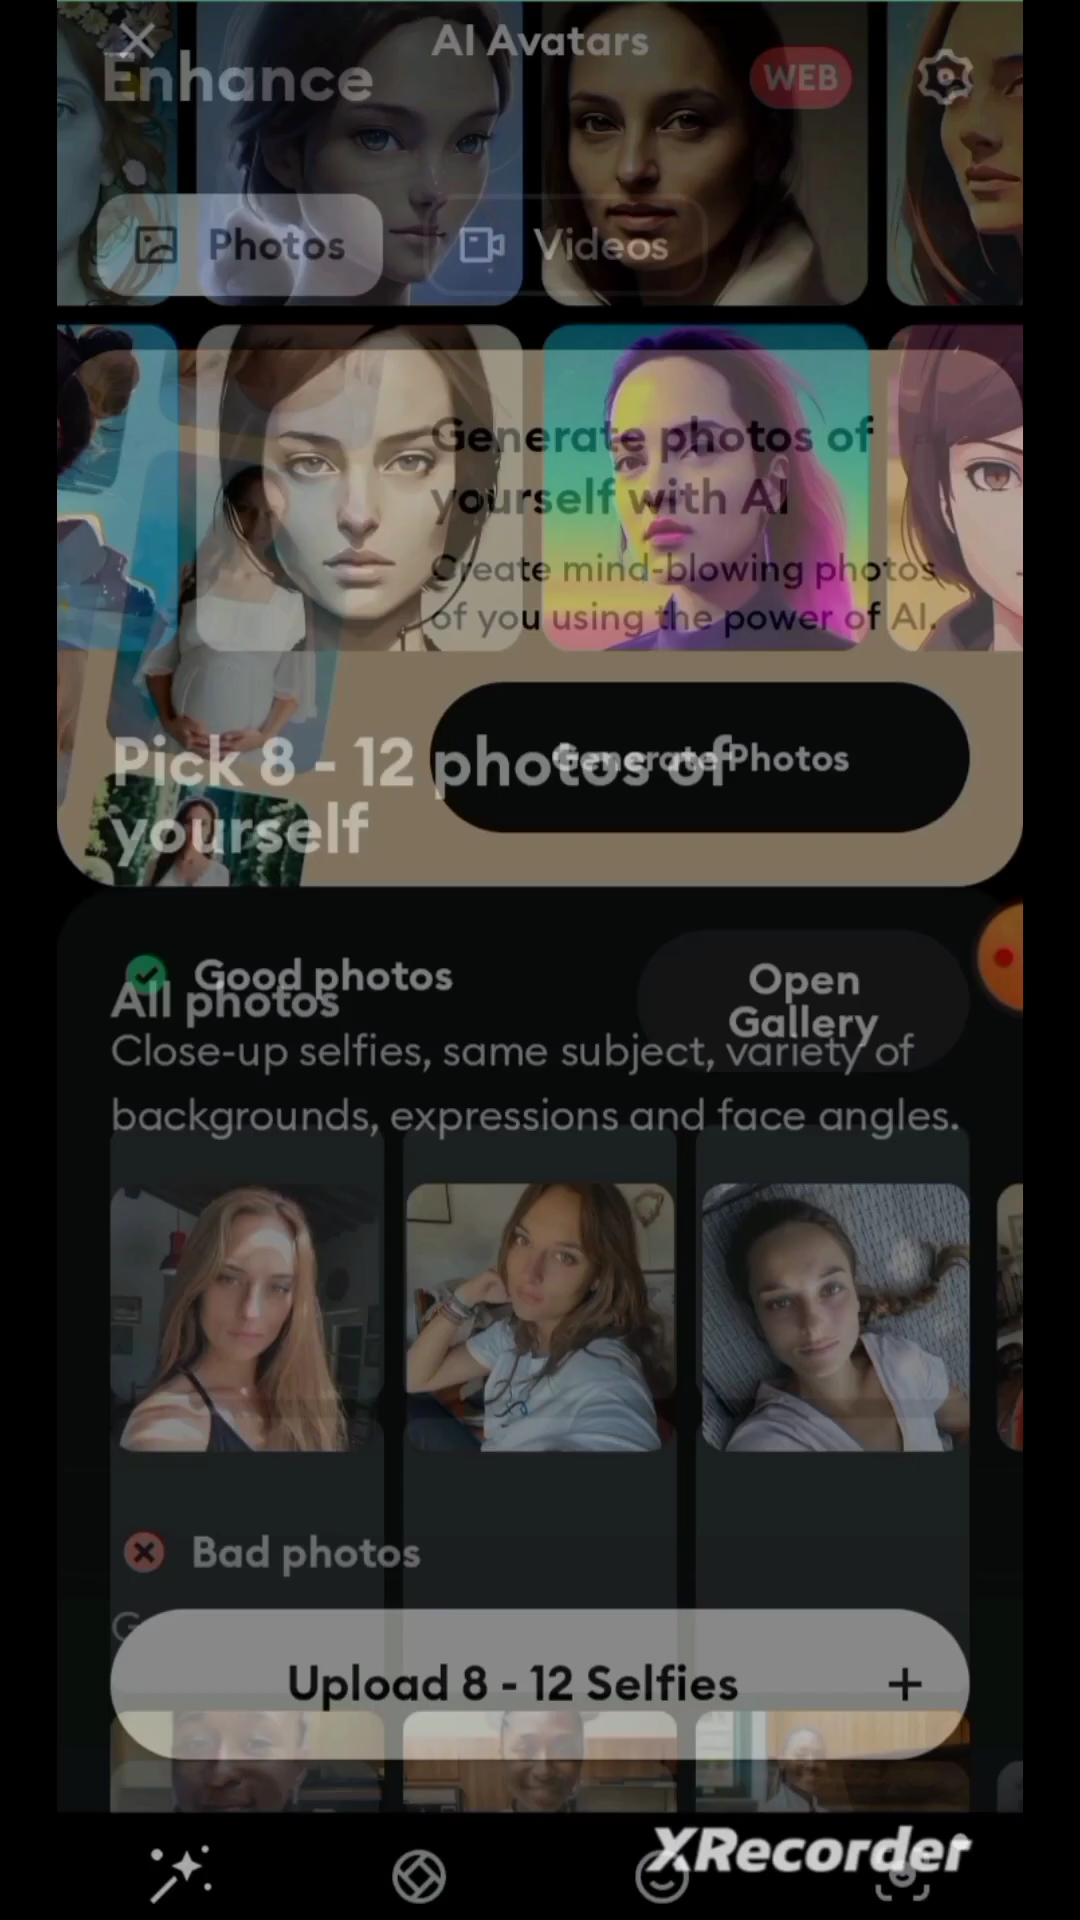 AI Avatars
Enhance
WEB
Photos
Videos
Generate photos of
yourself with AI
Create mind-blowing photos
of you using the power of AI.
Generate Photos
Pick 8 - 12 photos of
yourself
Good photos
All photos
Open
Gallery
Close-up selfies, same subject, variety of
backgrounds, expressions and face angles.
Bad photos
Upload 8 - 12 Selfies
XRecorder